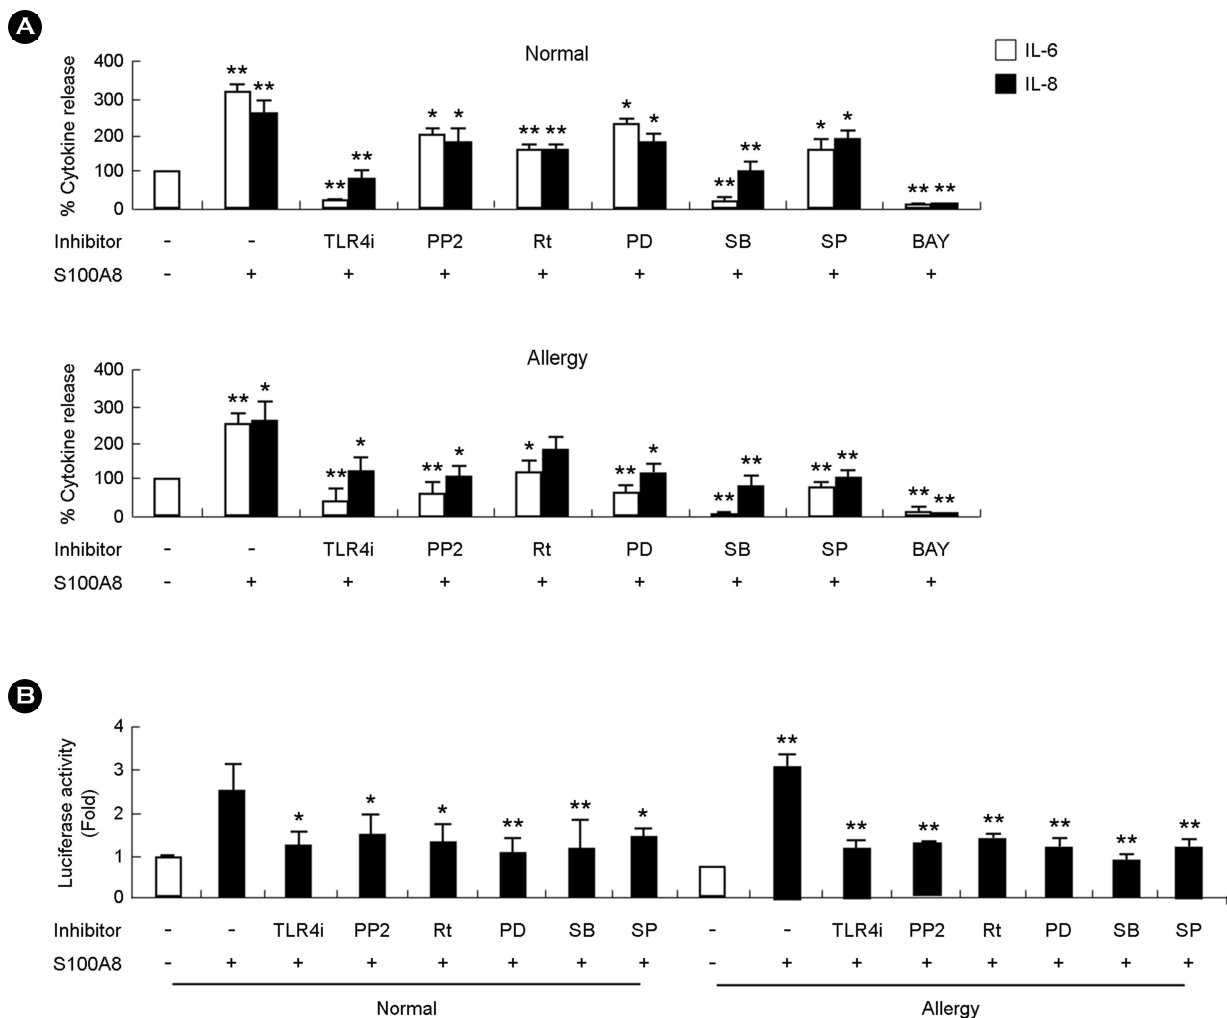 A
Normal
IL-6
IL-8
% Cytokine release
400
300
200
100
0
** ** ** ** * * ** ** * * ** ** * * ** **
Inhibitor - - TLR4i PP2 Rt PD SB SP BAY
S100A8 - + + + + + + + +
Allergy
% Cytokine release
400
300
200
100
0
** * ** * ** * * ** * ** ** ** ** ** **
Inhibitor - - TLR4i PP2 Rt PD SB SP BAY
S100A8 - + + + + + + + +
B
Luciferase activity
(Fold)
4
3
2
1
0
* * * ** ** * ** ** ** ** ** ** **
Inhibitor - - TLR4i PP2 Rt PD SB SP - - TLR4i PP2 Rt PD SB SP
S100A8 - + + + + + + + - + + + + + + +
Normal Allergy